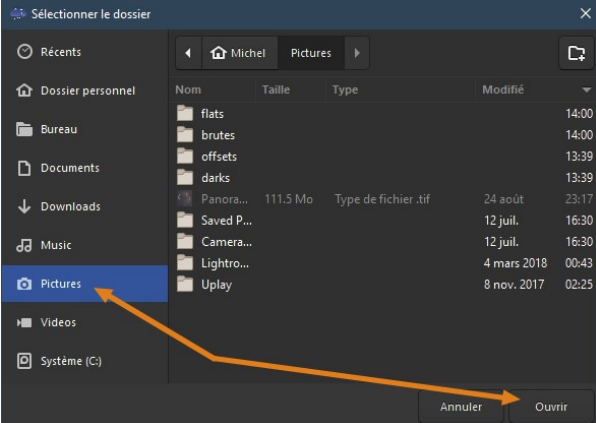 Sélectionner le dossier
Récents
Dossier personnel
Bureau
Documents
Downloads
Music
Pictures
Videos
Système (C:)
Michel Pictures
Nom Taille Type Modifié
flats 14:00
brutes 14:00
offsets 13:39
darks 13:39
Panora... 111.5 Mo Type de fichier .tif 24 août 23:17
Saved P... 12 juil. 16:30
Camera... 12 juil. 16:30
Lightro... 4 mars 2018 00:43
Uplay 8 nov. 2017 02:25
Annuler Ouvrir